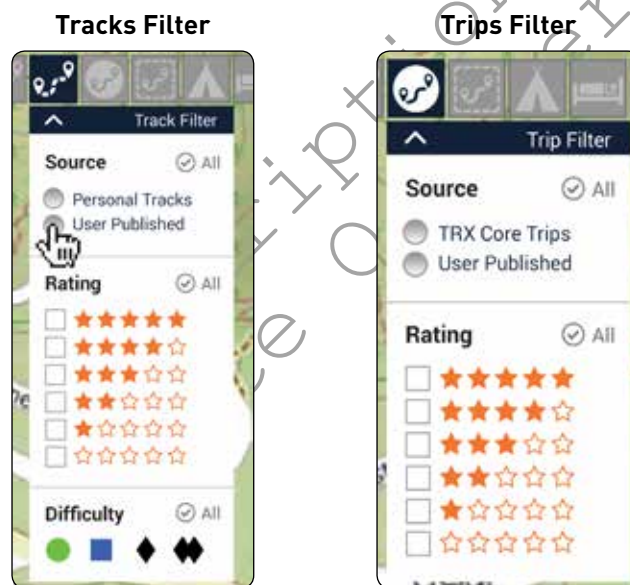 Tracks Filter
Track Filter
Source All
Personal Tracks
User Published
Rating All
Difficulty All
Trips Filter
Trip Filter
Source All
TRX Core Trips
User Published
Rating All